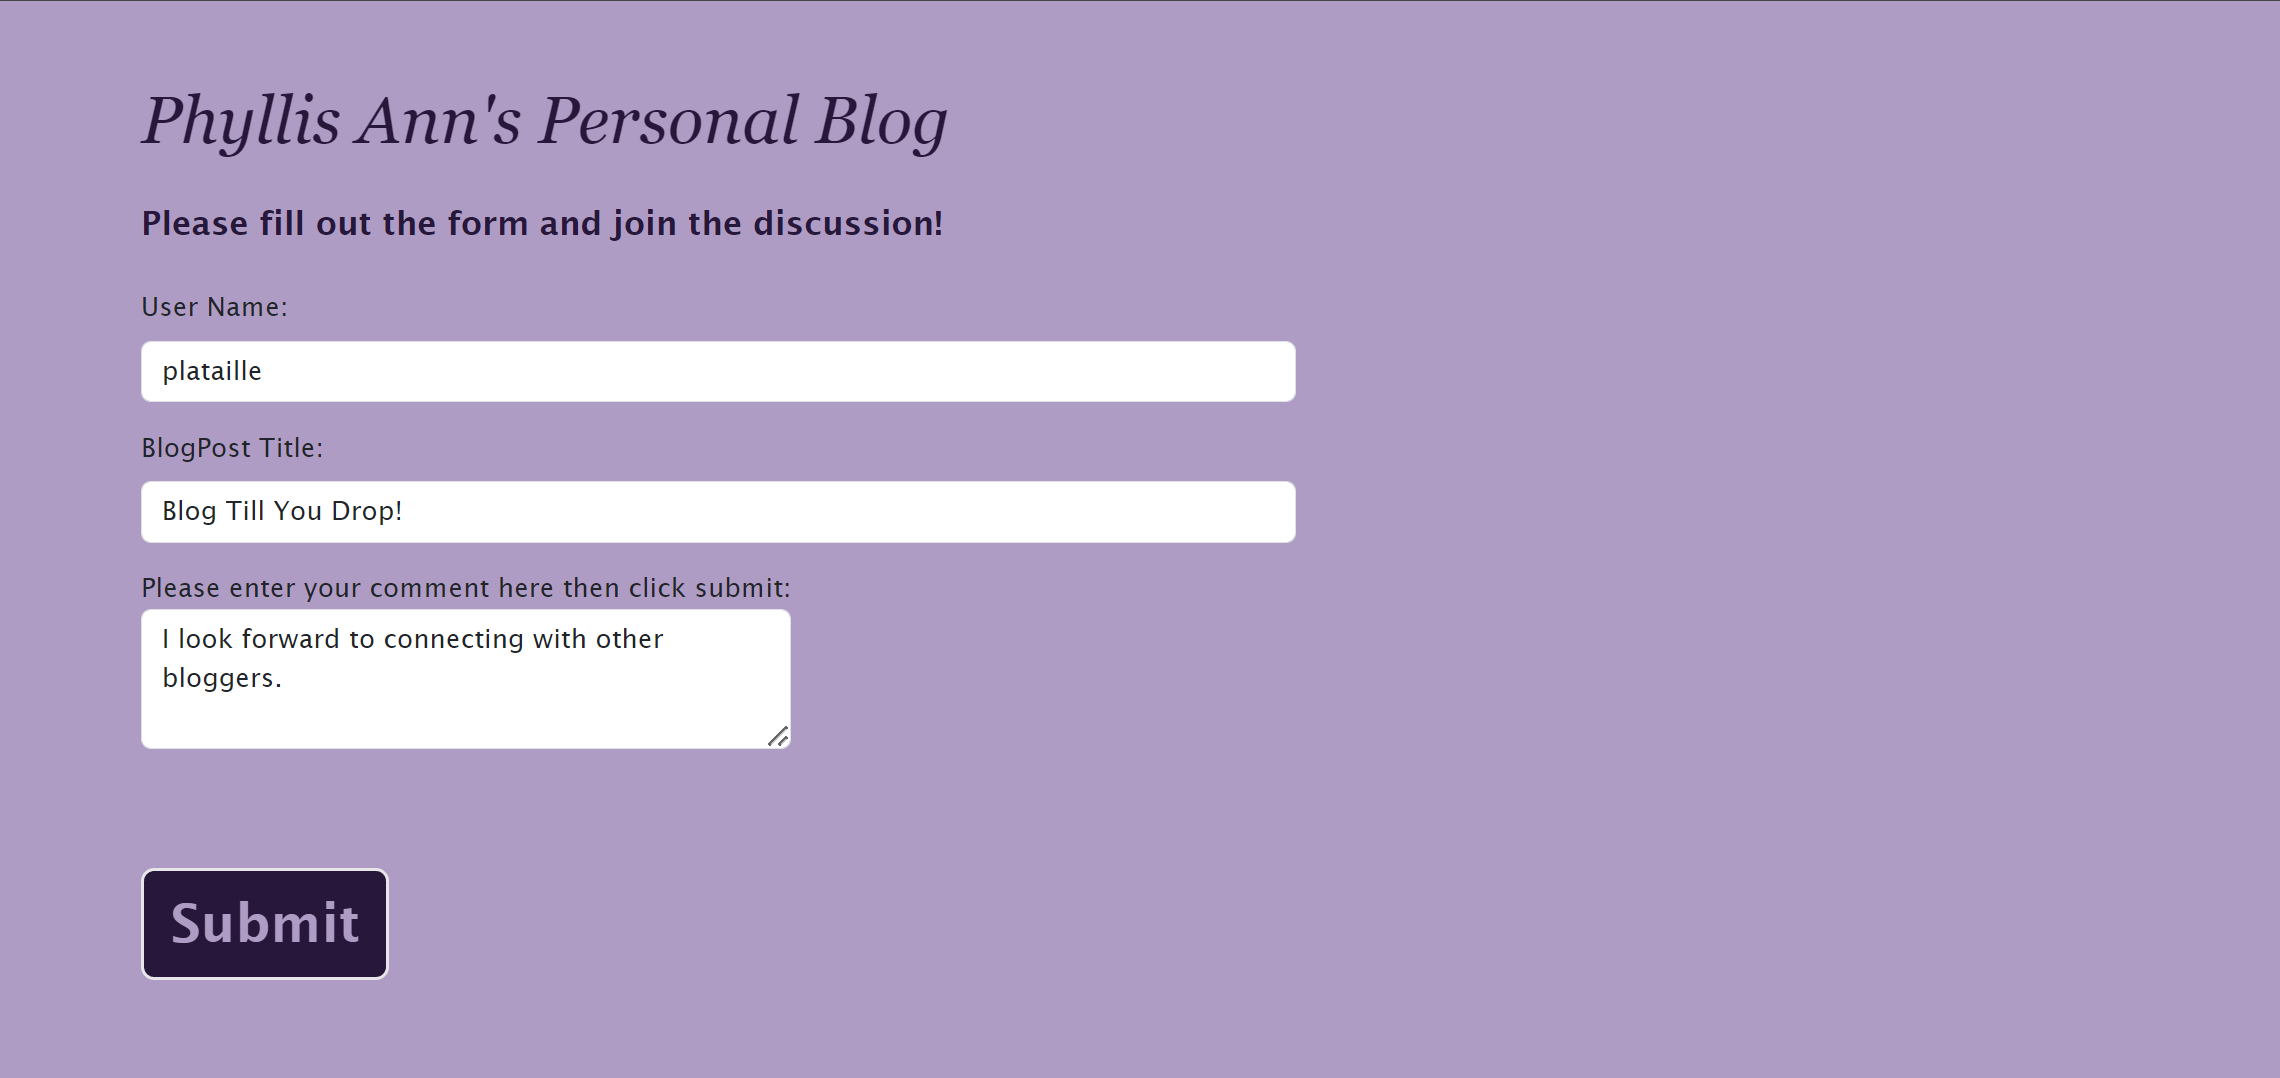 Phyllis Ann's Personal Blog
Please fill out the form and join the discussion!
User Name:
plataille
BlogPost Title:
Blog Till You Drop!
Please enter your comment here then click submit:
I look forward to connecting with other
bloggers.
Submit